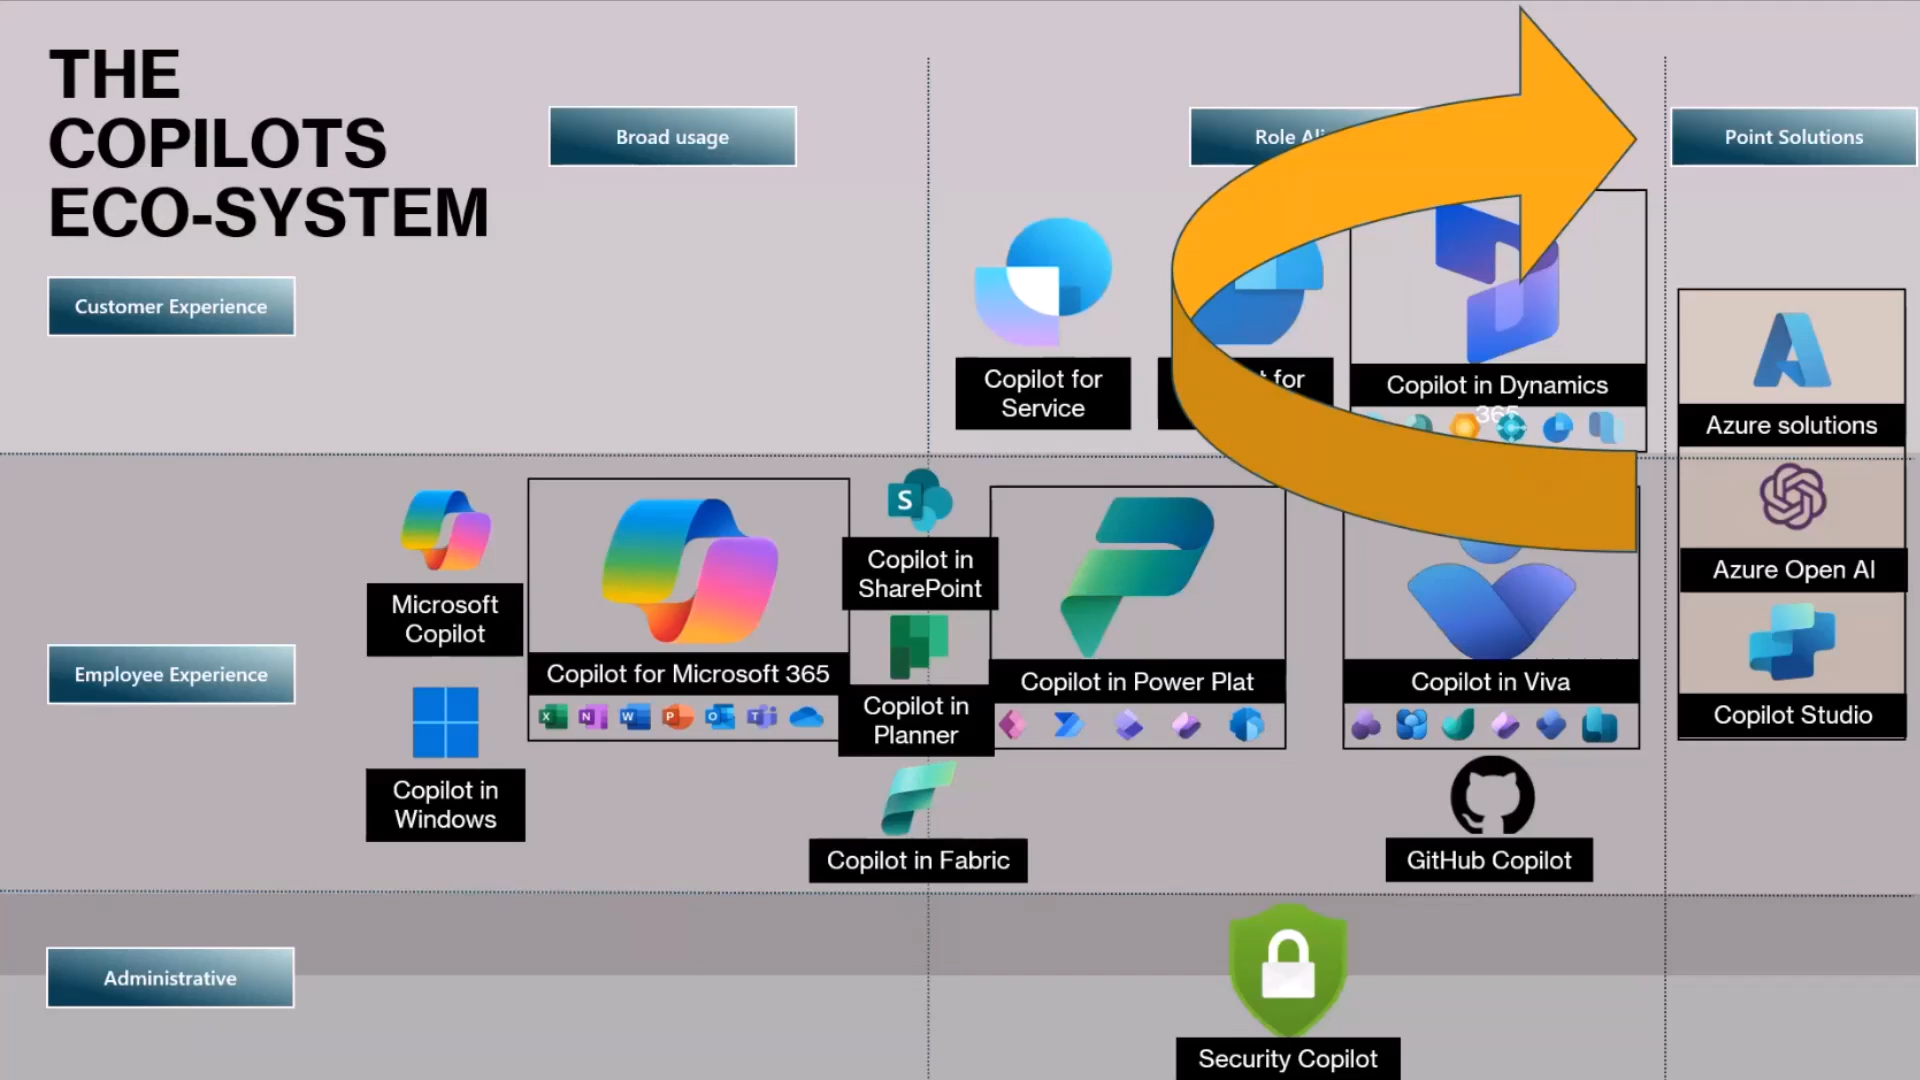 THE
COPILOTS
ECO-SYSTEM
Broad usage
Role
Point Solutions
Customer Experience
Copilot for
Service
for
Copilot in Dynamics
365
Azure solutions
Azure Open AI
Copilot Studio
Employee Experience
Microsoft
Copilot
Copilot for Microsoft 365
S
Copilot in
SharePoint
Copilot in
Planner
Copilot in Power Plat
Copilot in Viva
Copilot in
Windows
Copilot in Fabric
GitHub Copilot
Administrative
Security Copilot